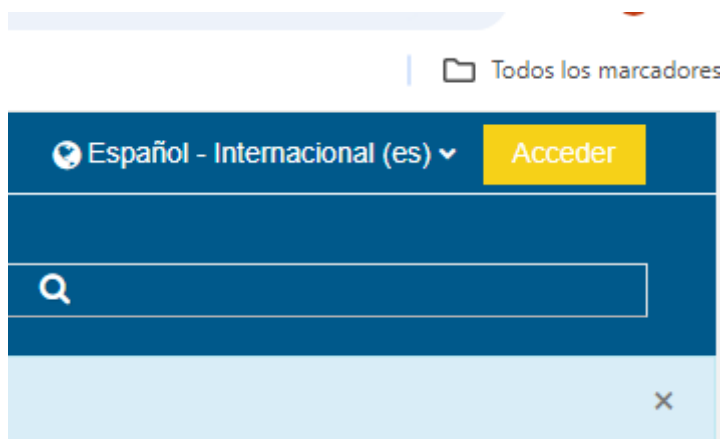 Todos los marcadores
Español - Internacional (es)
Acceder